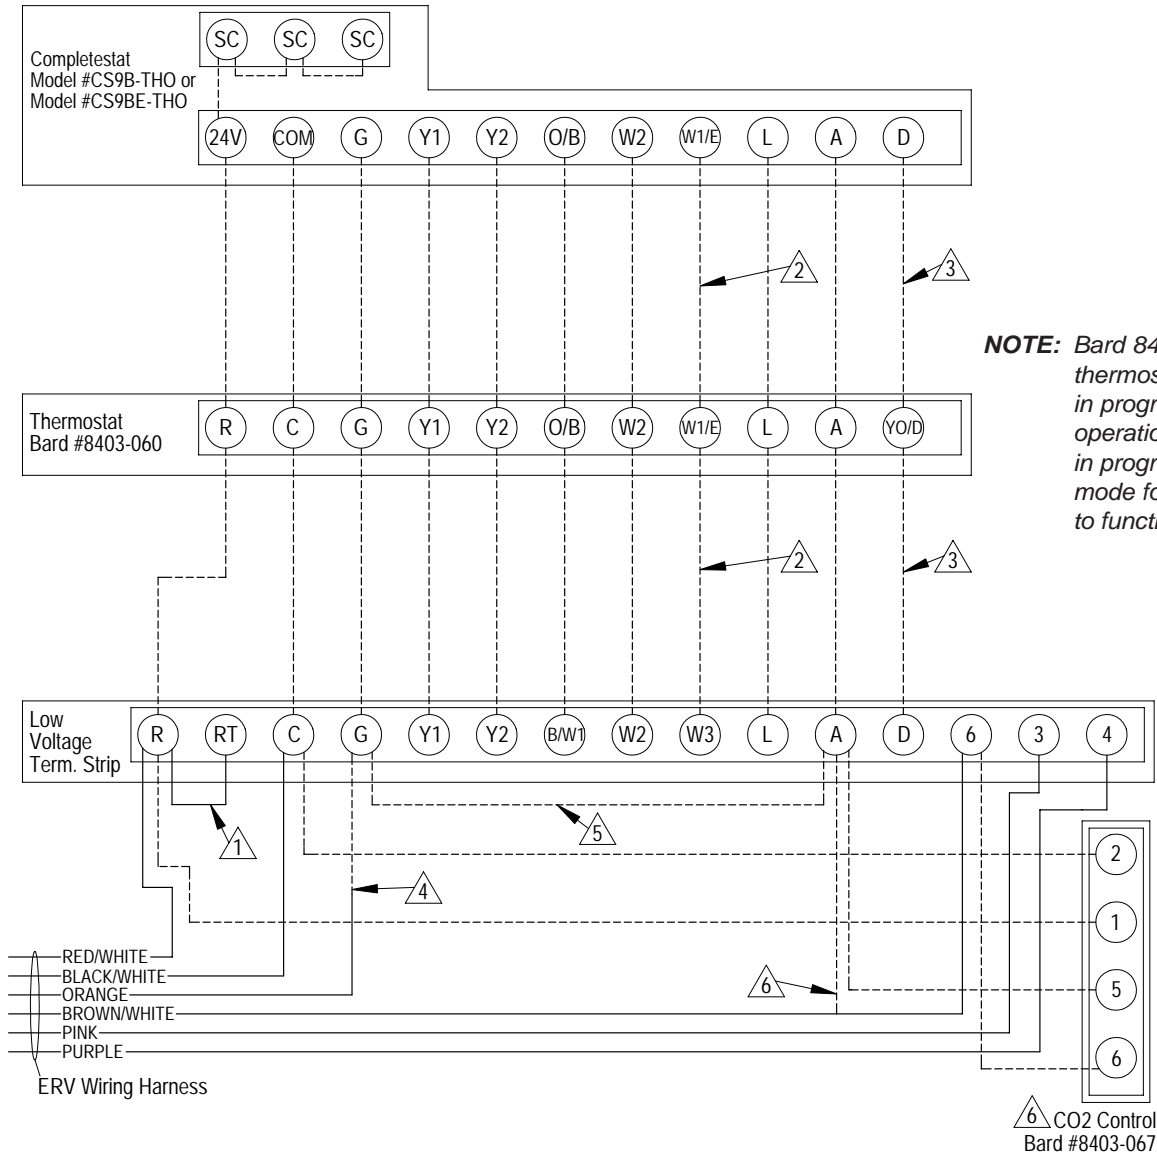 SC SC SC
Completestat
Model #CS9B-THO or
Model #CS9BE-THO
24V COM G Y1 Y2 O/B W2 W1/E L A D
2 3
NOTE: Bard 84
thermos
in progr
operatio
in progr
mode fo
to functi
Thermostat
Bard #8403-060
R C G Y1 Y2 O/B W2 W1/E L A YO/D
2 3
Low
Voltage
Term. Strip
R RT C G Y1 Y2 B/W1 W2 W3 L A D 6 3 4
1 5
2
4
1
RED/WHITE
BLACK/WHITE
ORANGE
BROWN/WHITE
PINK
PURPLE
6
5
6
ERV Wiring Harness
6 CO2 Control
Bard #8403-067